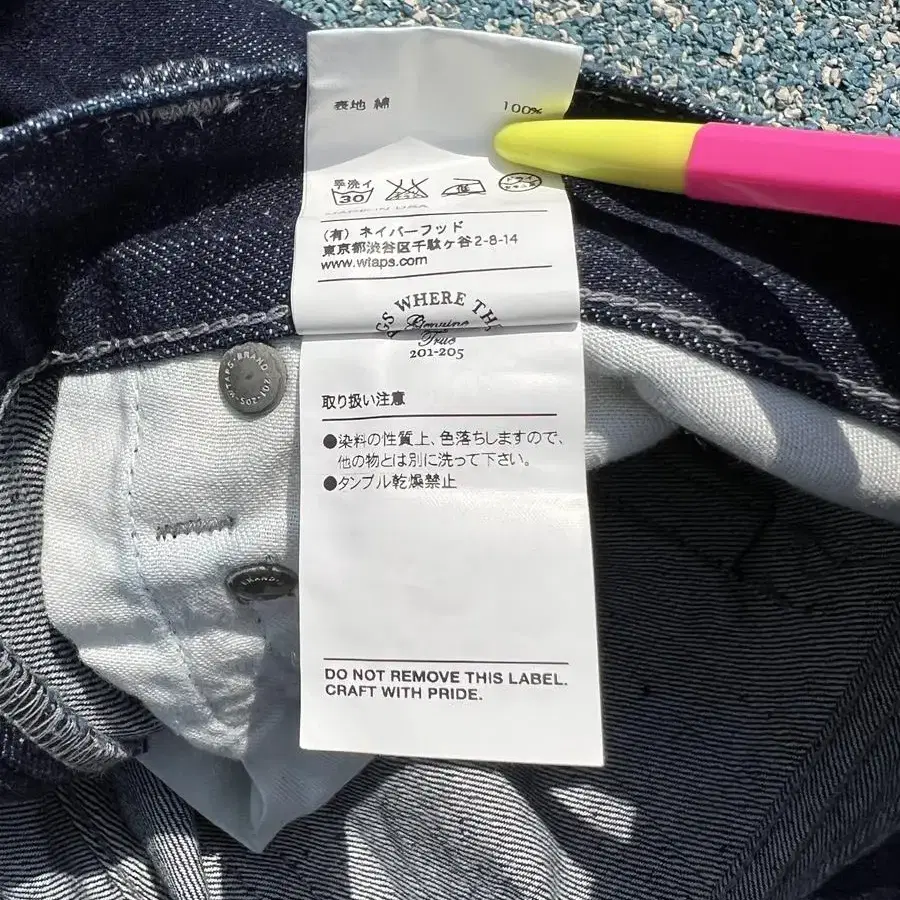 表地 綿 100%
手洗イ
30
(有) ネイバーフッド
東京都渋谷区千駄ヶ谷2-8-14
www.wtaps.com
GS WHERE TH
Genuine
True
201-205
取り扱い注意
●染料の性質上、色落ちしますので、
他の物とは別に洗って下さい。
●タンブル乾燥禁止
DO NOT REMOVE THIS LABEL.
CRAFT WITH PRIDE.